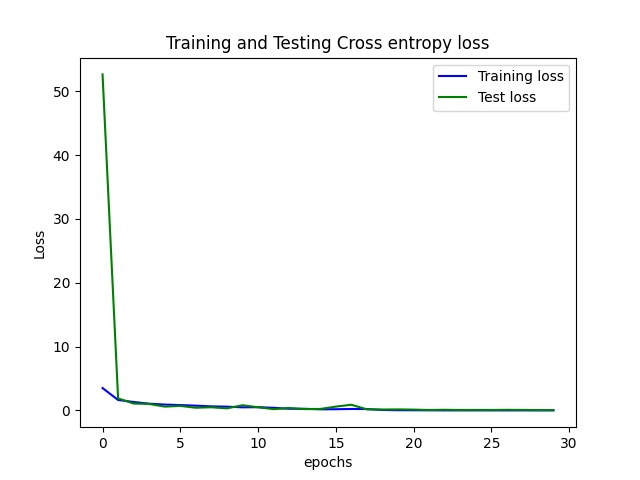 Training and Testing Cross entropy loss
Training loss
Test loss
50
40
30
20
10
0
Loss
0 5 10 15 20 25 30
epochs